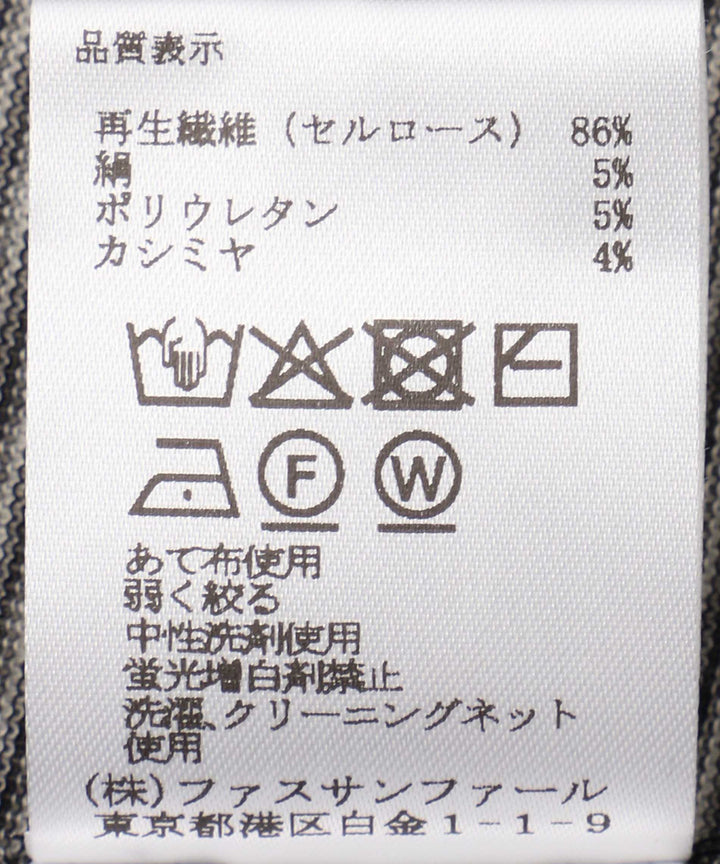 品質表示
再生繊維（セルロース） 86%
絹 5%
ポリウレタン 5%
カシミヤ 4%
F W
あて布使用
弱く絞る
中性洗剤使用
蛍光増白剤禁止
洗濯、クリーニングネット
使用
(株)ファスサンファール
東京都港区白金1-1-9